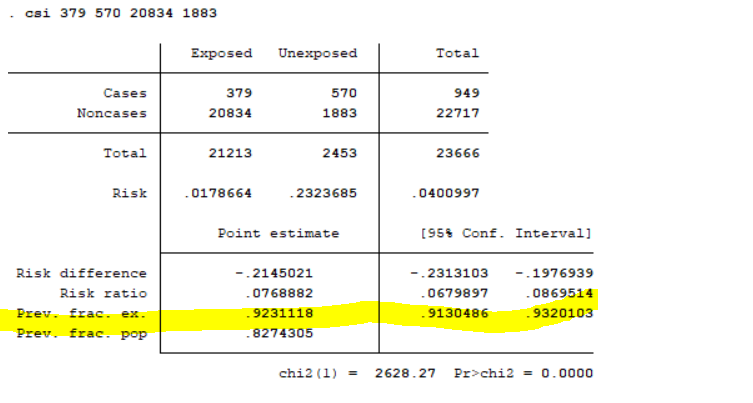 . csi 379 570 20834 1883
Exposed Unexposed Total
Cases 379 570 949
Noncases 20834 1883 22717
Total 21213 2453 23666
Risk .0178664 .2323685 .0400997
Point estimate [95% Conf. Interval]
Risk difference -.2145021 -.2313103 -.1976939
Risk ratio .0768882 .0679897 .0869514
Prev. frac. ex. .9231118 .9130486 .9320103
Prev. frac. pop .8274305
chi2(1) = 2628.27 Pr>chi2 = 0.0000